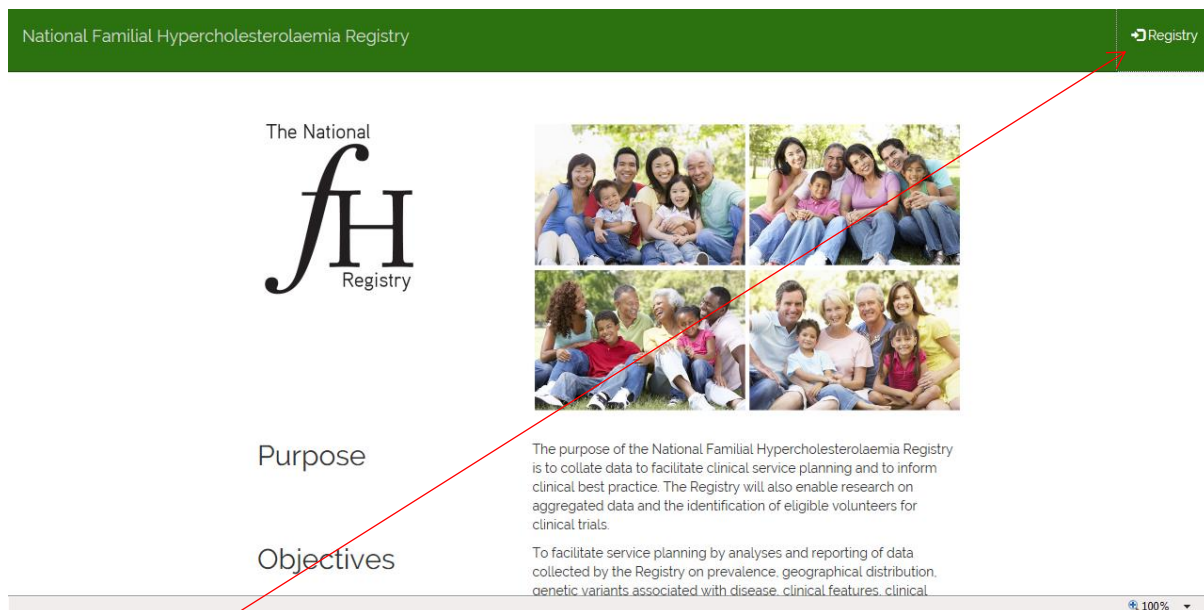 National Familial Hypercholesterolaemia Registry
Registry
The National
fH
Registry
Purpose
The purpose of the National Familial Hypercholesterolaemia Registry
is to collate data to facilitate clinical service planning and to inform
clinical best practice. The Registry will also enable research on
aggregated data and the identification of eligible volunteers for
clinical trials.
Objectives
To facilitate service planning by analyses and reporting of data
collected by the Registry on prevalence, geographical distribution,
genetic variants associated with disease, clinical features, clinical
100%